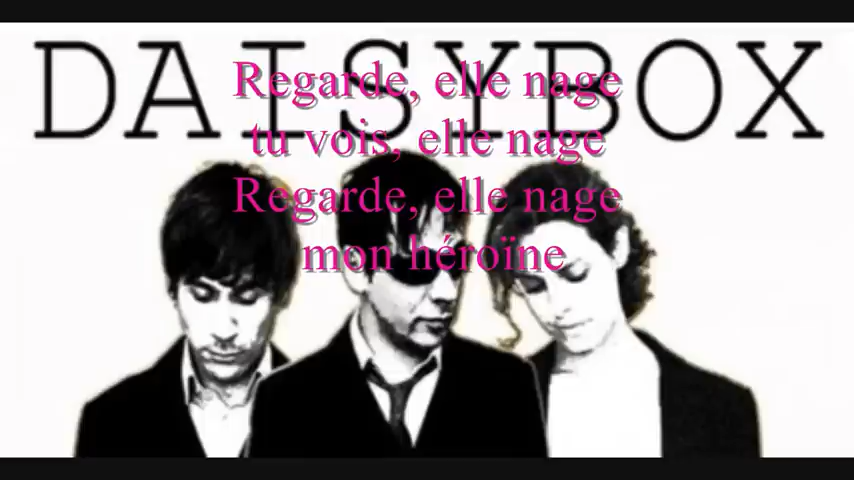 DAISYBOX
Regarde, elle nage
tu vois, elle nage
Regarde, elle nage
mon héroïne